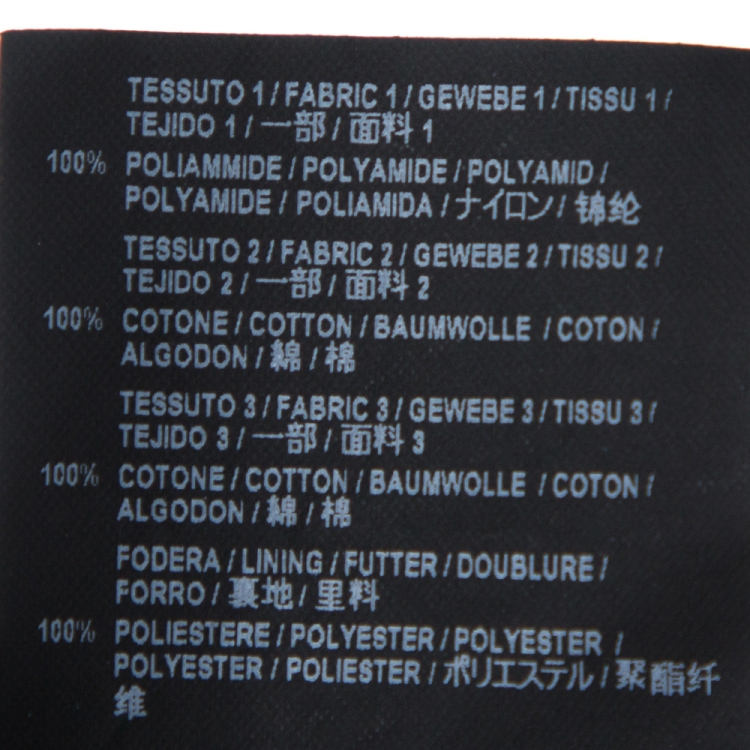 TESSUTO 1 / FABRIC 1 / GEWEBE 1 / TISSU 1 /
TEJIDO 1 / 一部 / 面料 1
100% POLIAMMIDE / POLYAMIDE / POLYAMID /
POLYAMIDE / POLIAMIDA / ナイロン / 锦纶
TESSUTO 2 / FABRIC 2 / GEWEBE 2 / TISSU 2 /
TEJIDO 2 / 一部 / 面料 2
100% COTONE / COTTON / BAUMWOLLE / COTON /
ALGODON / 綿 / 棉
TESSUTO 3 / FABRIC 3 / GEWEBE 3 / TISSU 3 /
TEJIDO 3 / 一部 / 面料 3
100% COTONE / COTTON / BAUMWOLLE / COTON /
ALGODON / 綿 / 棉
FODERA / LINING / FUTTER / DOUBLURE /
FORRO / 裏地 / 里料
100% POLIESTERE / POLYESTER / POLYESTER /
POLYESTER / POLIESTER / ポリエステル / 聚酯纤
维